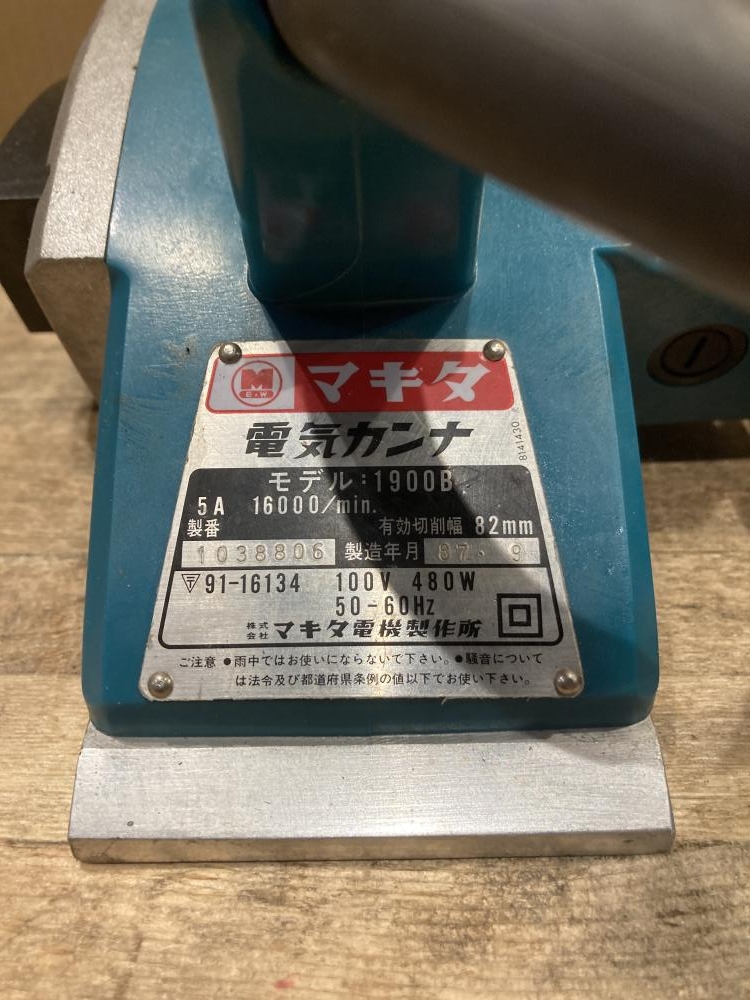 M
E・W
マキタ
電気カンナ
8141430
モデル:1900B
5A 16000/min.
製番 有効切削幅 82mm
1038806 製造年月 87・9
〒91-16134 100V 480W
50-60Hz
株式会社 マキタ電機製作所
ご注意 ●雨中ではお使いにならないで下さい。●騒音について
は法令及び都道府県条例の値以下でお使い下さい。